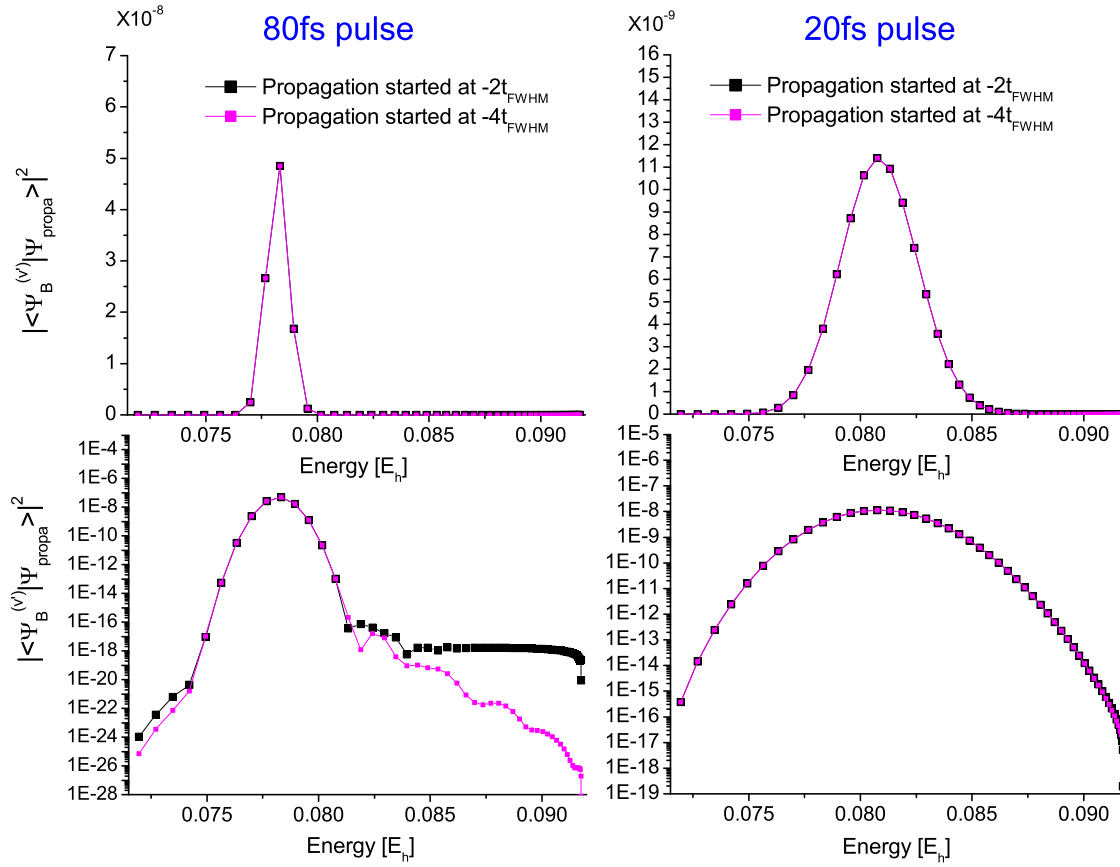 80fs pulse
20fs pulse
X10⁻⁸
7
6
5
4
3
2
1
0
Propagation started at -2t_FWHM
Propagation started at -4t_FWHM
|<Ψ_B^(v')|Ψ_propa>|²
0.075 0.080 0.085 0.090
Energy [E_h]
X10⁻⁹
16
15
14
13
12
11
10
9
8
7
6
5
4
3
2
1
0
Propagation started at -2t_FWHM
Propagation started at -4t_FWHM
0.075 0.080 0.085 0.090
Energy [E_h]
1E-4
1E-6
1E-8
1E-10
1E-12
1E-14
1E-16
1E-18
1E-20
1E-22
1E-24
1E-26
1E-28
|<Ψ_B^(v')|Ψ_propa>|²
0.075 0.080 0.085 0.090
Energy [E_h]
1E-5
1E-6
1E-7
1E-8
1E-9
1E-10
1E-11
1E-12
1E-13
1E-14
1E-15
1E-16
1E-17
1E-18
1E-19
0.075 0.080 0.085 0.090
Energy [E_h]